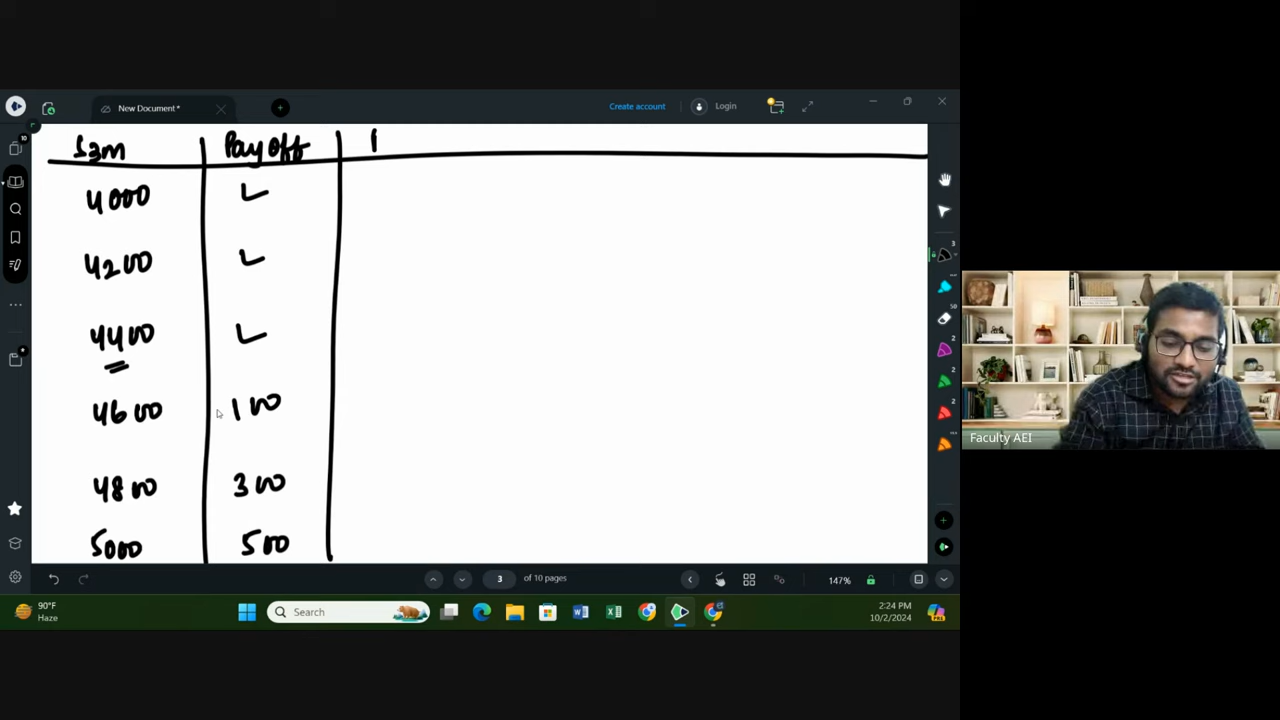 New Document*
Create account
Login
S3m Payoff
4000
4200
4400
4600 100
4800 300
5000 500
Faculty AEI
3 of 10 pages
147%
90°F
Haze
Search
2:24 PM
10/2/2024